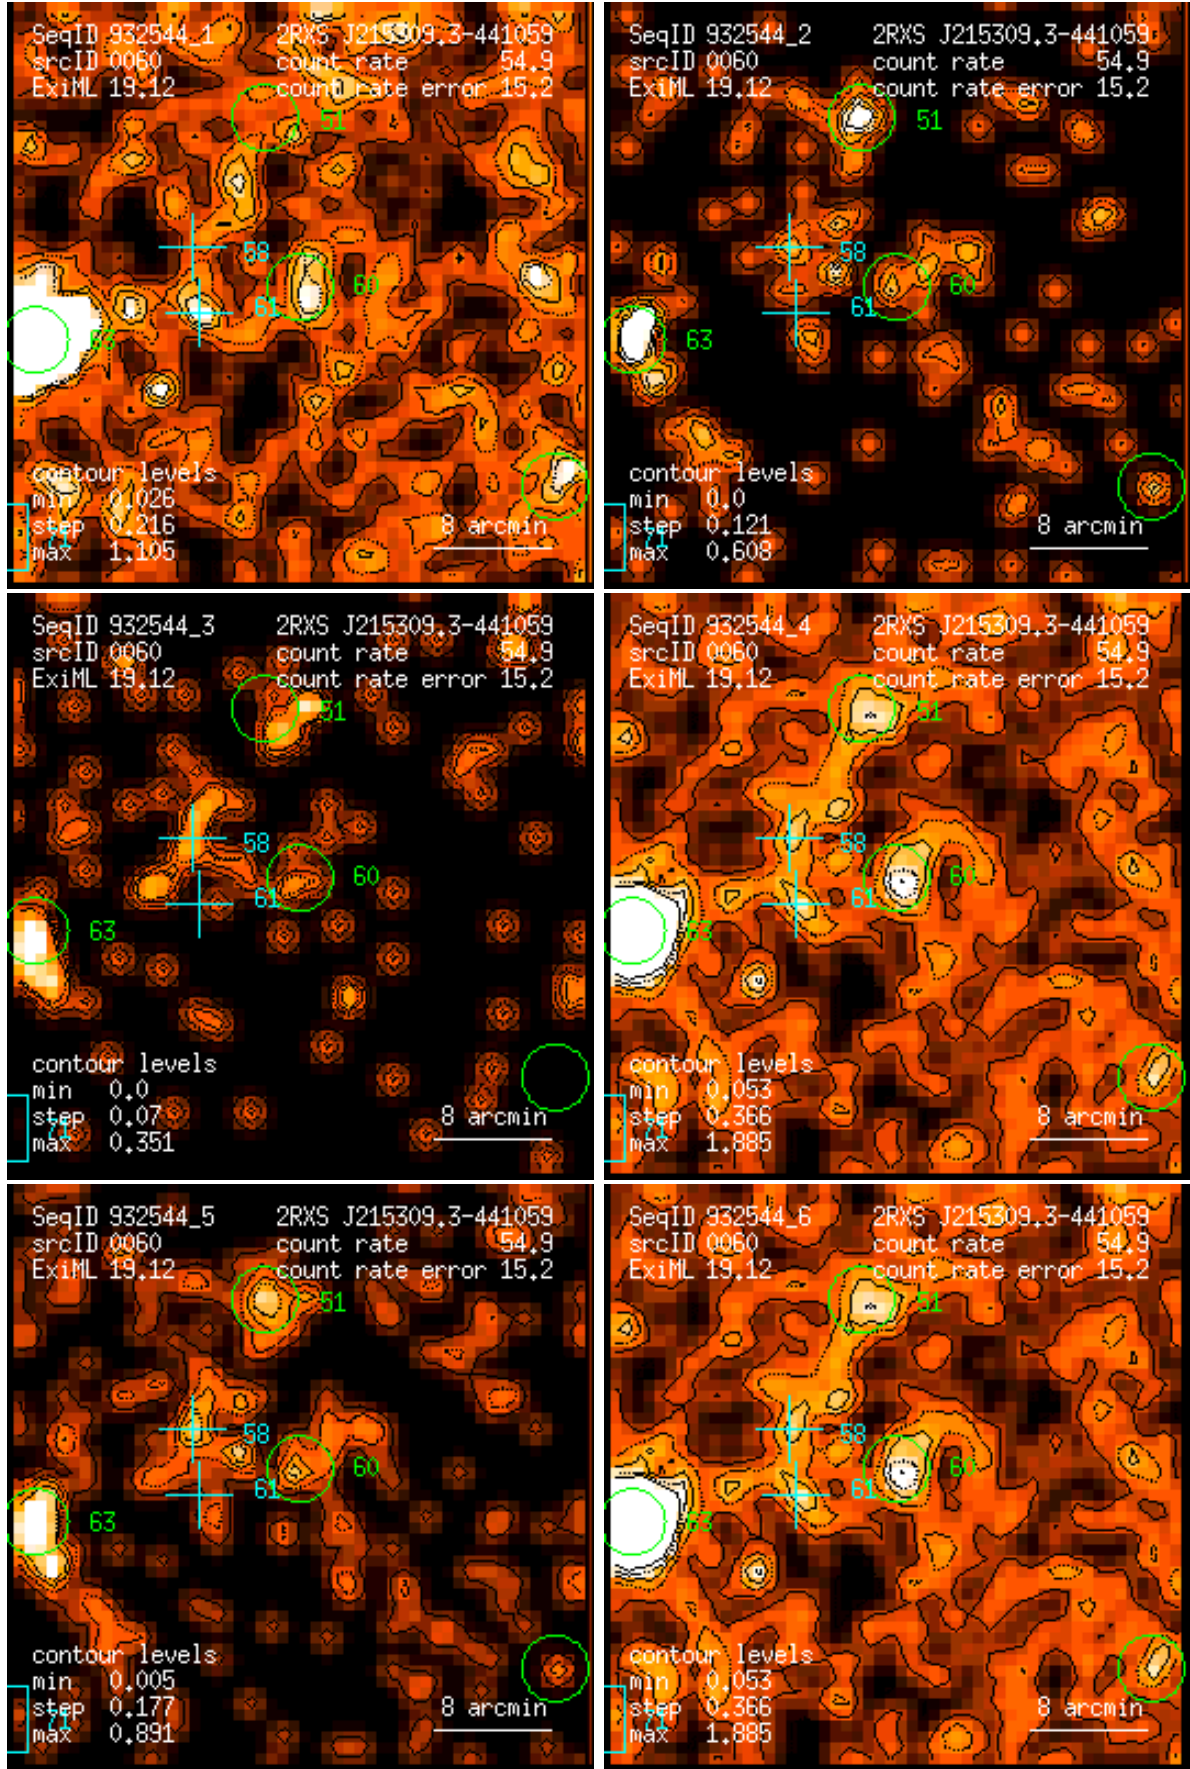 SeqID 932544_1 2RXS J215309.3-441059
srcID 0060 count rate 54.9
ExiML 19.12 count rate error 15.2
51
58
60
61
63
contour levels
min 0.026
step 0.216
max 1.105
71
8 arcmin
SeqID 932544_2 2RXS J215309.3-441059
srcID 0060 count rate 54.9
ExiML 19.12 count rate error 15.2
51
58
60
61
63
contour levels
min 0.0
step 0.121
max 0.608
71
8 arcmin
SeqID 932544_3 2RXS J215309.3-441059
srcID 0060 count rate 54.9
ExiML 19.12 count rate error 15.2
51
58
60
61
63
contour levels
min 0.0
step 0.07
max 0.351
71
8 arcmin
SeqID 932544_4 2RXS J215309.3-441059
srcID 0060 count rate 54.9
ExiML 19.12 count rate error 15.2
51
58
60
61
63
contour levels
min 0.053
step 0.366
max 1.885
71
8 arcmin
SeqID 932544_5 2RXS J215309.3-441059
srcID 0060 count rate 54.9
ExiML 19.12 count rate error 15.2
51
58
60
61
63
contour levels
min 0.005
step 0.177
max 0.891
71
8 arcmin
SeqID 932544_6 2RXS J215309.3-441059
srcID 0060 count rate 54.9
ExiML 19.12 count rate error 15.2
51
58
60
61
63
contour levels
min 0.053
step 0.366
max 1.885
71
8 arcmin